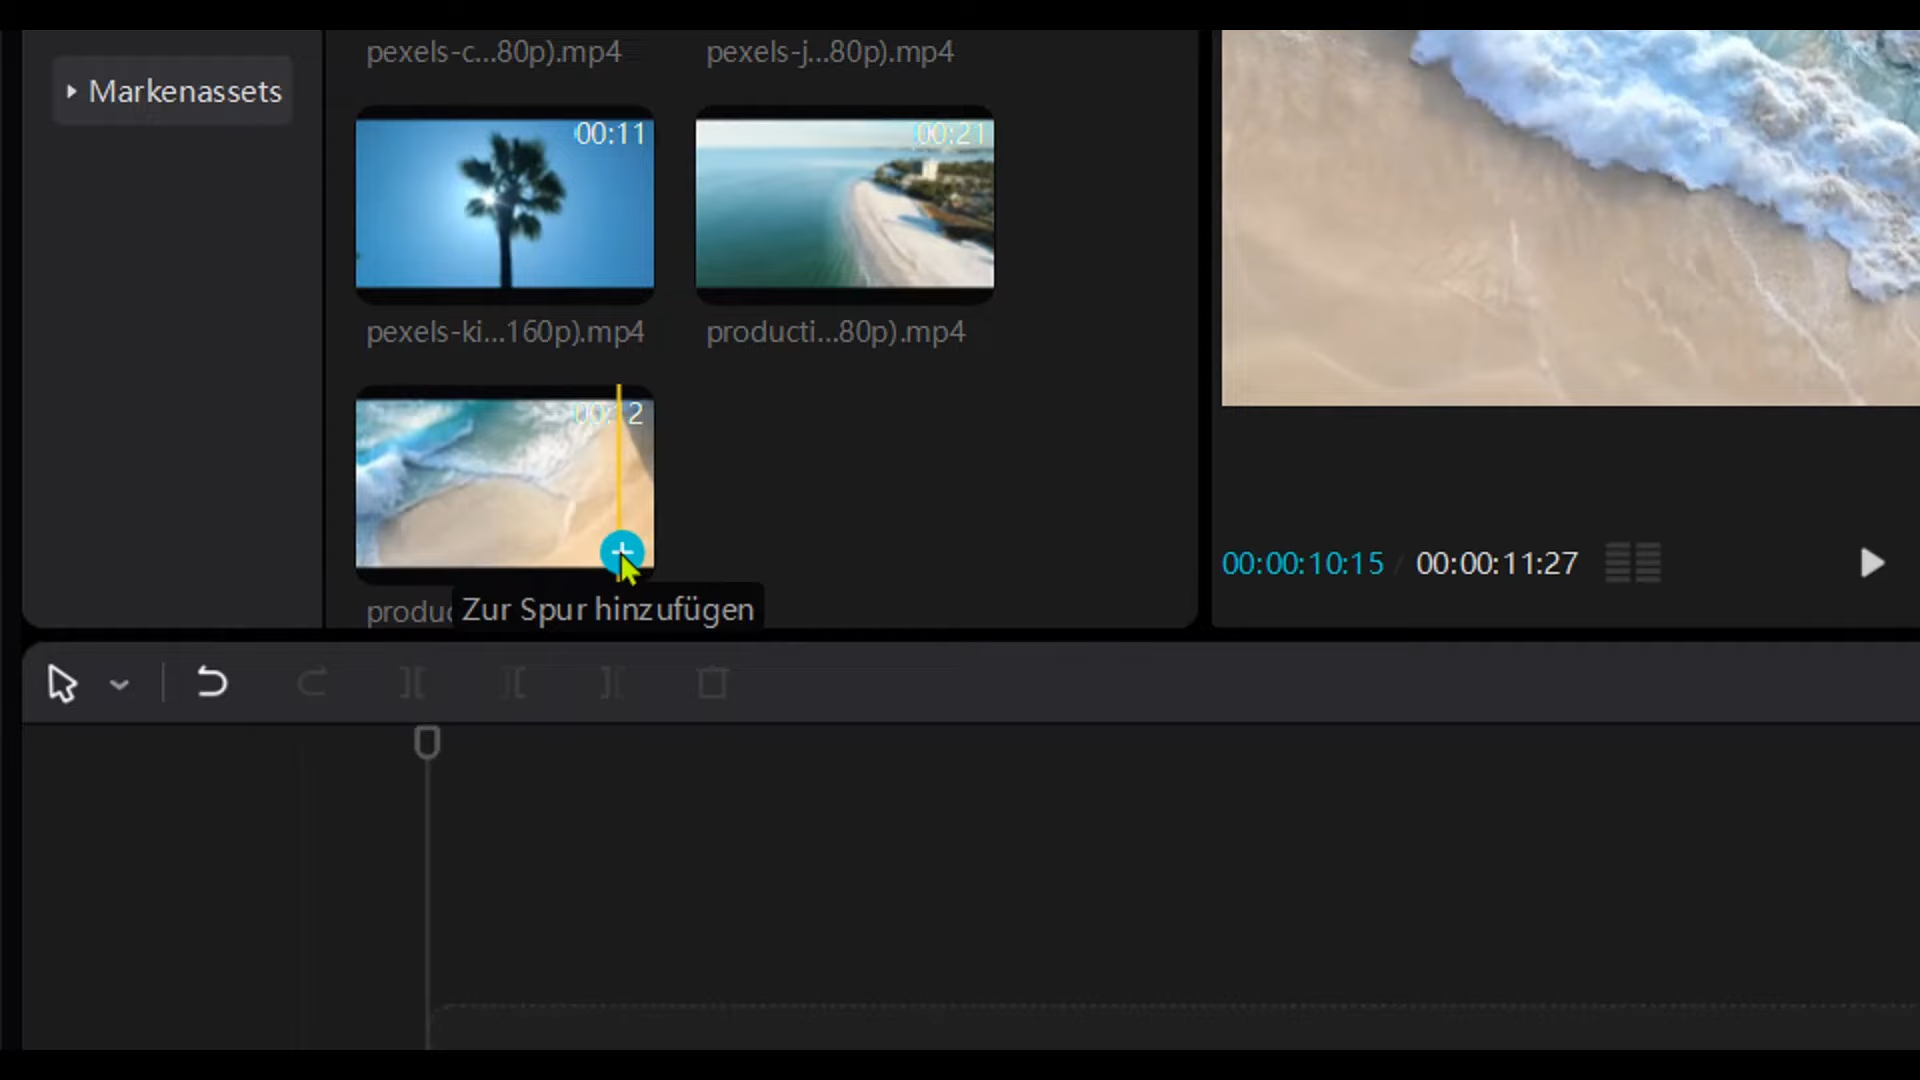 pexels-c...80p).mp4
pexels-j...80p).mp4
Markenassets
00:11
00:21
pexels-ki...160p).mp4
producti...80p).mp4
produc
Zur Spur hinzufügen
00:00:10:15 / 00:00:11:27